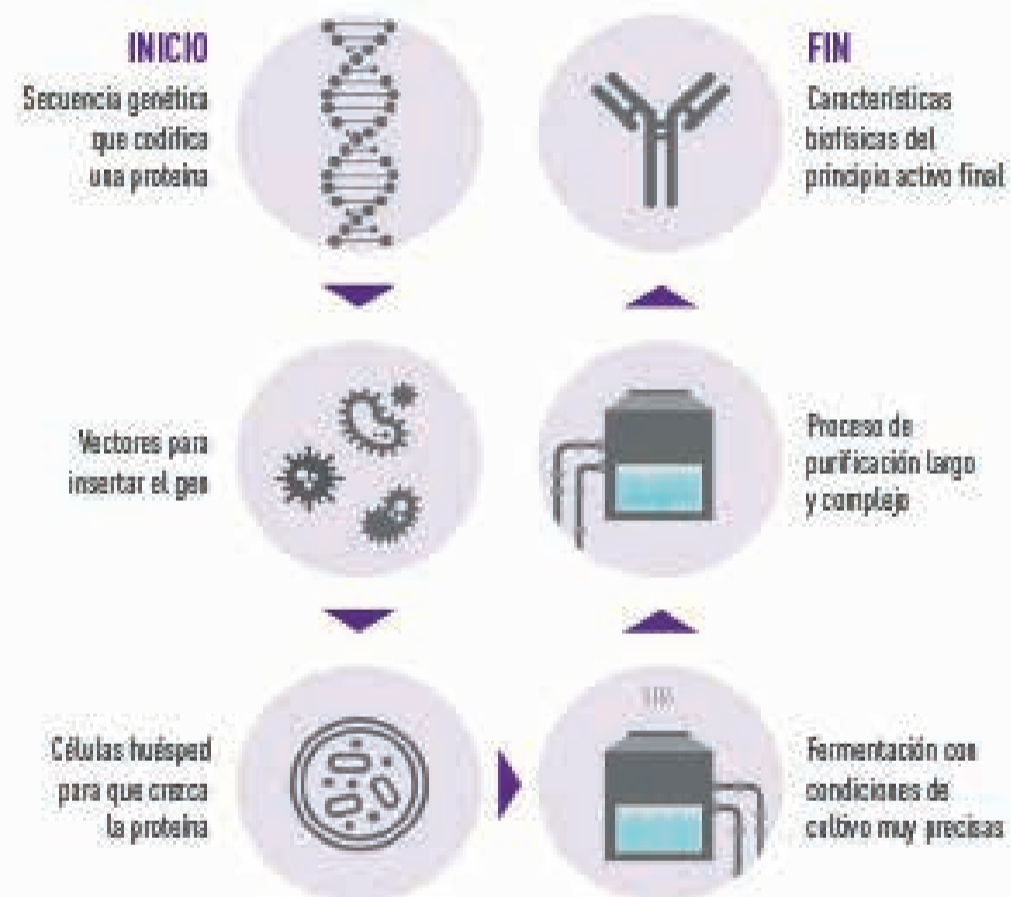 INICIO
Secuencia genética
que codifica
una proteína
Vectores para
insertar el gen
Células huésped
para que crezca
la proteína
Fermentación con
condiciones de
cultivo muy precisas
Proceso de
purificación largo
y complejo
FIN
Características
biofísicas del
principio activo final